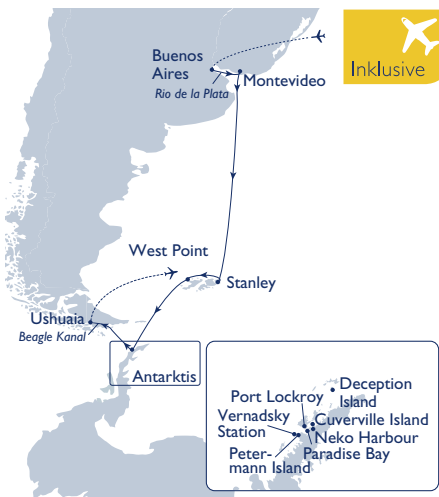 Inklusive
Buenos
Aires
Rio de la Plata
Montevideo
West Point
Stanley
Ushuaia
Beagle Kanal
Antarktis
Deception
Island
Port Lockroy
Cuverville Island
Vernadsky
Station
Neko Harbour
Paradise Bay
Peter-
mann Island